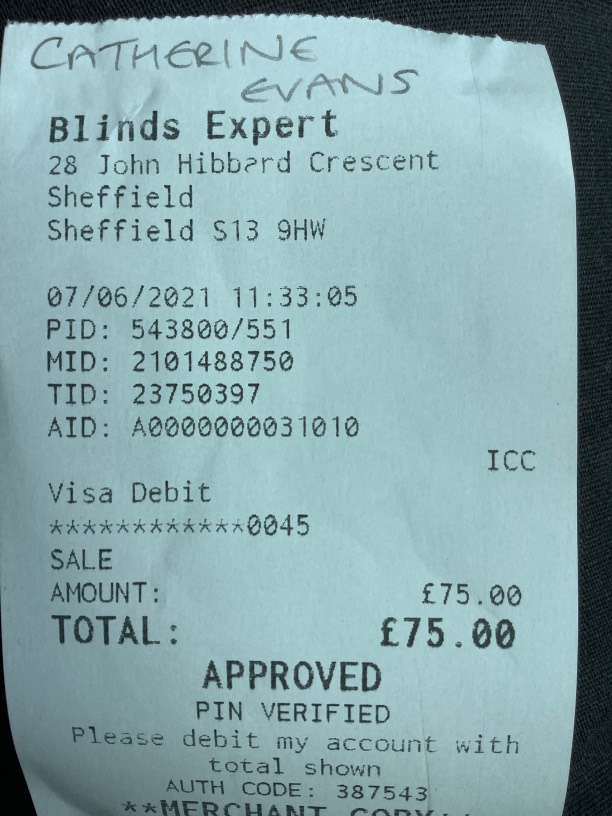 CATHERINE
EVANS
Blinds Expert
28 John Hibbard Crescent
Sheffield
Sheffield S13 9HW
07/06/2021 11:33:05
PID: 543800/551
MID: 2101488750
TID: 23750397
AID: A0000000031010
ICC
Visa Debit
************0045
SALE
AMOUNT: £75.00
TOTAL: £75.00
APPROVED
PIN VERIFIED
Please debit my account with
total shown
AUTH CODE: 387543
**MERCHANT COPY**